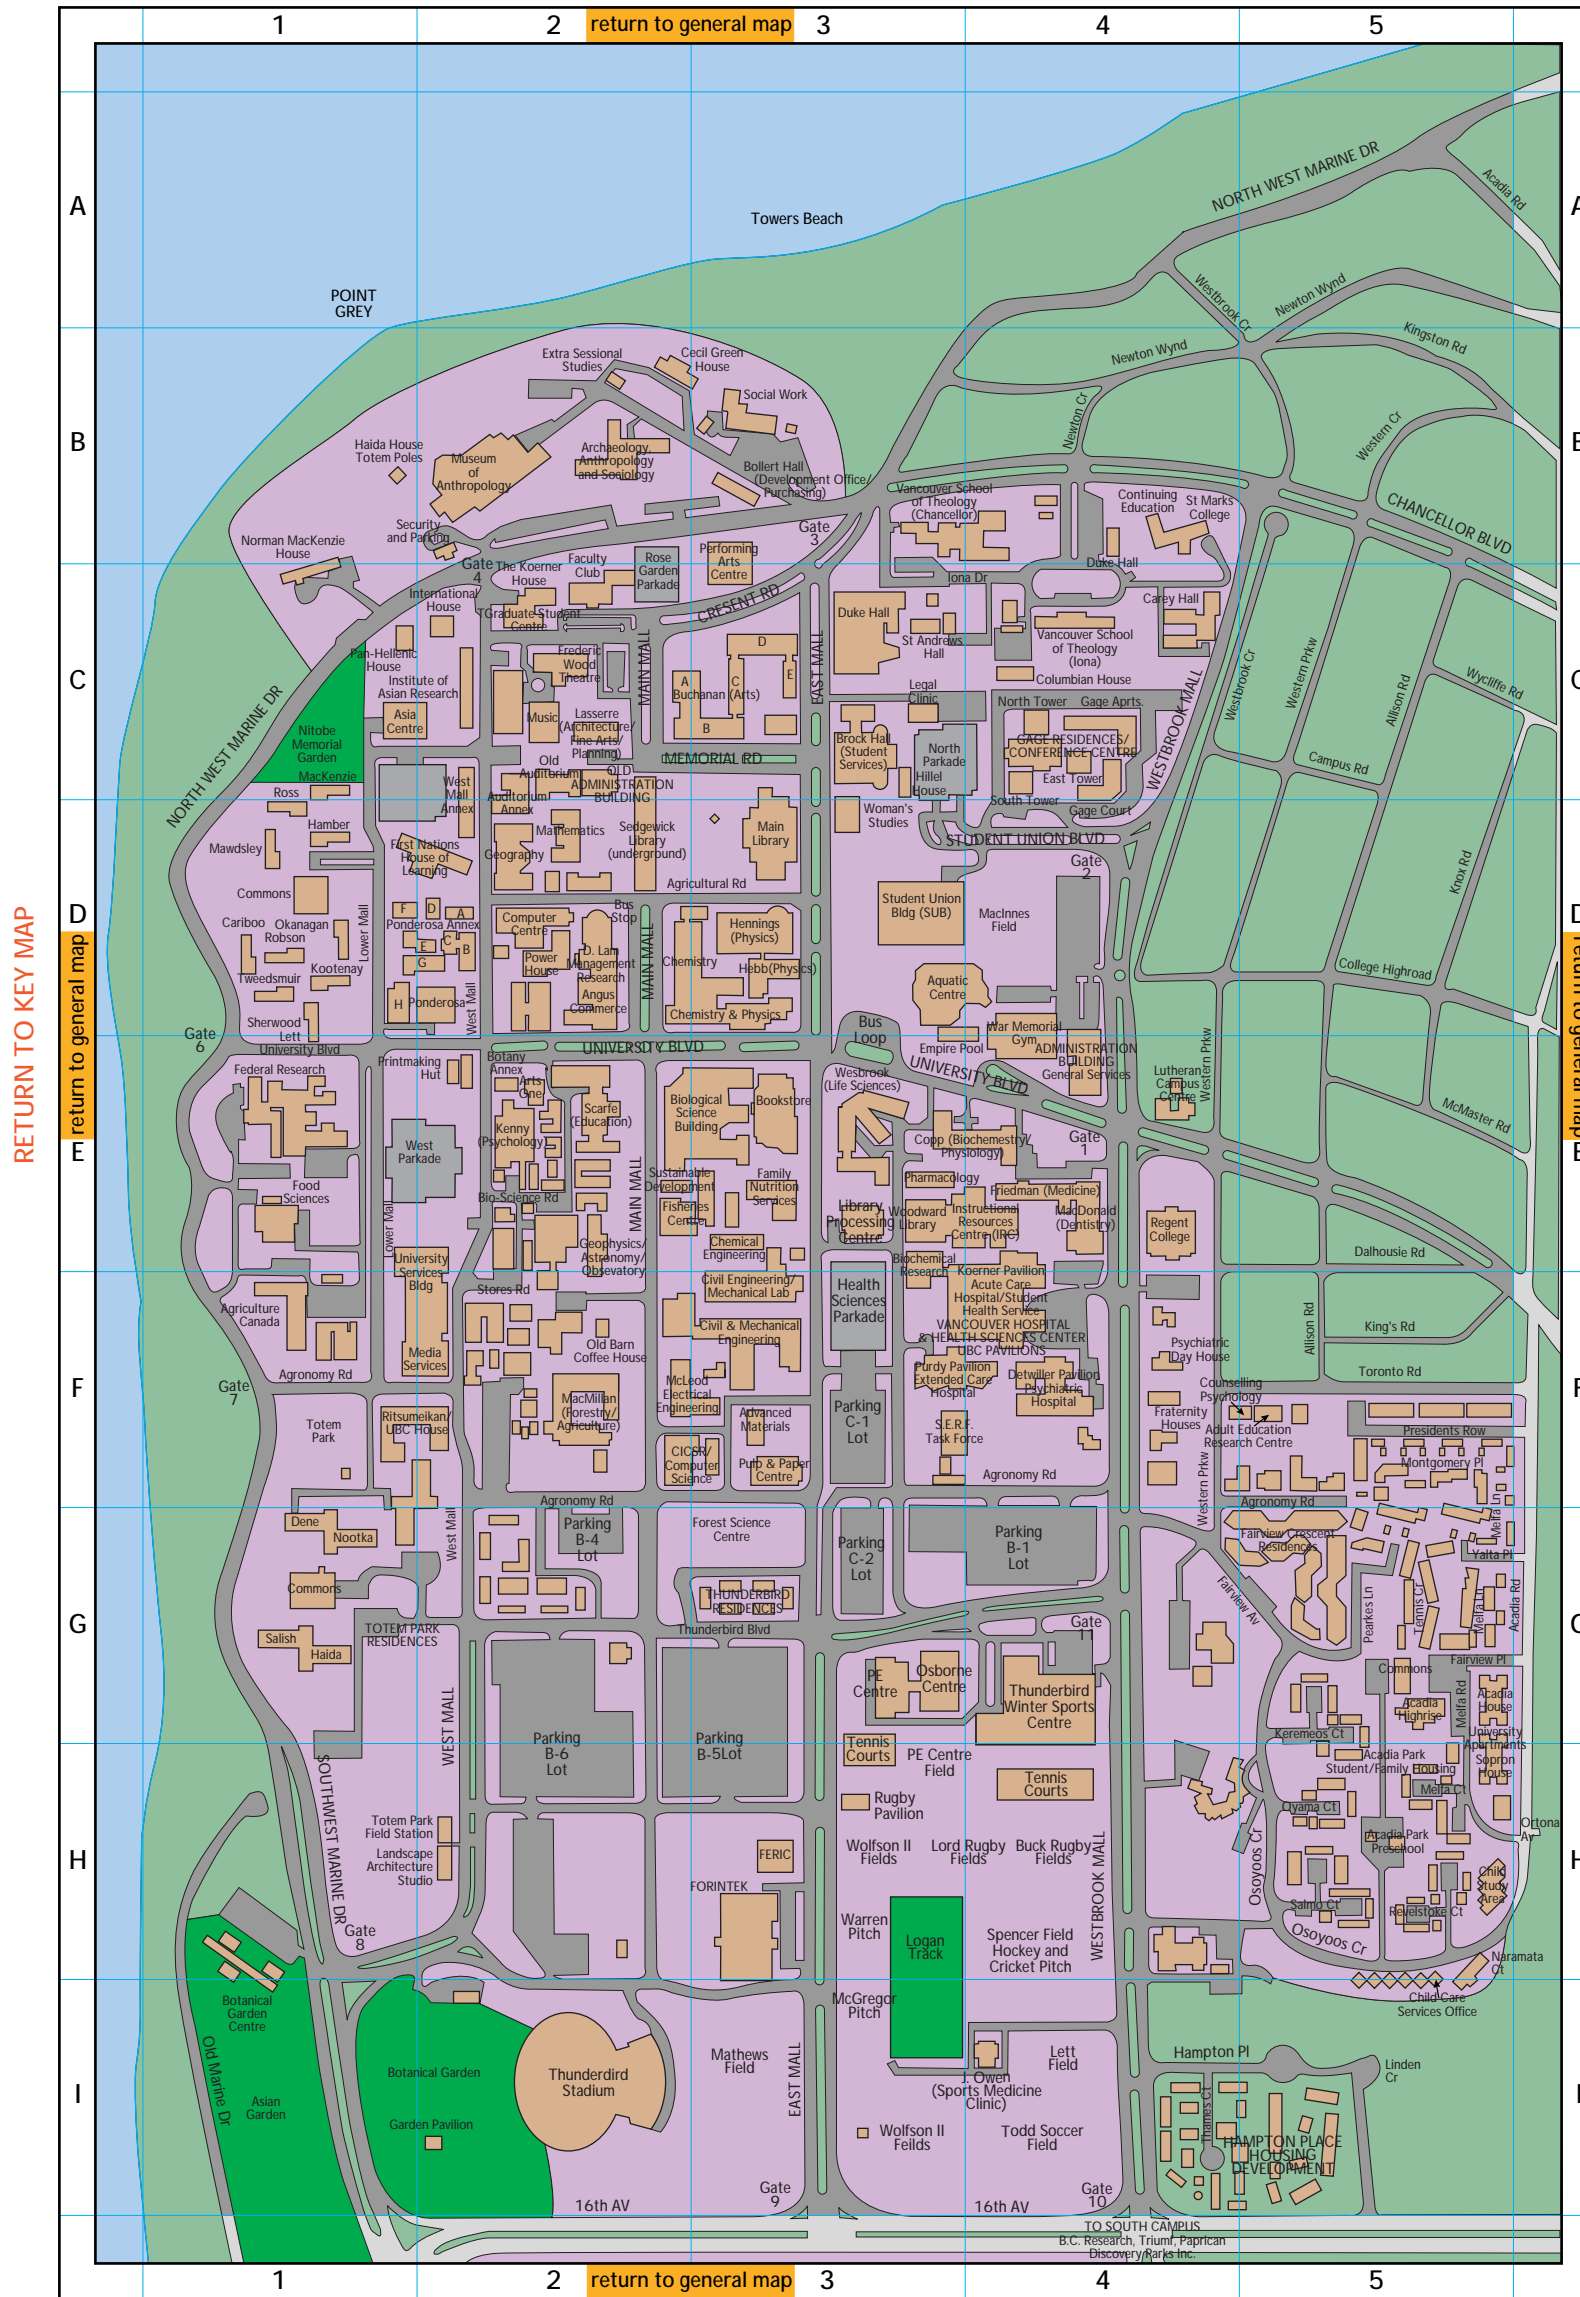 1
2
return to general map
3
4
5
A
A
NORTH WEST MARINE DR
Acadia Rd
Towers Beach
POINT
GREY
Westbrook Cr
Newton Wynd
Kingston Rd
Newton Wynd
Extra Sessional
Studies
Cecil Green
House
Social Work
Newton Cr
Western Cr
B
Haida House
Totem Poles
Museum
of
Anthropology
Archaeology,
Anthropology
and Sociology
Bollert Hall
(Development Office/
Purchasing)
Vancouver School
of Theology
(Chancellor)
Continuing
Education
St Marks
College
CHANCELLOR BLVD
Security
and Parking
Gate
3
Norman MacKenzie
House
Gate
4
The Koerner
House
Faculty
Club
Rose
Garden
Parkade
Performing
Arts
Centre
Duke Hall
Iona Dr
International
House
TGraduate Student
Centre
CRESENT RD
Duke Hall
St Andrews
Hall
Carey Hall
Vancouver School
of Theology
(Iona)
Pan-Hellenic
House
Frederic
Wood
Theatre
MAIN MALL
D
EAST MALL
Institute of
Asian Research
A
C
E
Buchanan (Arts)
B
C
Columbian House
Westbrook Cr
Western Prkw
Allison Rd
Wycliffe Rd
NORTH WEST MARINE DR
Nitobe
Memorial
Garden
Asia
Centre
Music
Lasserre
(Architecture/
Fine Arts/
Planning)
Legal
Clinic
North Tower
Gage Aprts.
GAGE RESIDENCES/
CONFERENCE CENTRE
Brock Hall
(Student
Services)
North
Parkade
WESTBROOK MALL
MEMORIAL RD
Campus Rd
MacKenzie
Ross
West
Mall
Annex
Old
Auditorium
OLD
ADMINISTRATION
BUILDING
Auditorium
Annex
Hillel
House
East Tower
South Tower
Gage Court
Woman's
Studies
Hamber
Mawdsley
First Nations
House of
Learning
Mathematics
Geography
Sedgewick
Library
(underground)
Main
Library
STUDENT UNION BLVD
Gate
2
Knox Rd
Commons
Agricultural Rd
D
Cariboo
Okanagan
Robson
Lower Mall
F
D
A
Ponderosa Annex
E
C
B
G
Computer
Centre
Bus
Stop
Student Union
Bldg (SUB)
MacInnes
Field
Hennings
(Physics)
Power
House
D. Lam
Management
Research
MAIN MALL
Chemistry
Hebb(Physics)
Tweedsmuir
Kootenay
Aquatic
Centre
College Highroad
H
Ponderosa
West Mall
Angus
Commerce
Chemistry & Physics
Sherwood
Lett
Gate
6
University Blvd
UNIVERSITY BLVD
Bus
Loop
War Memorial
Gym
Empire Pool
ADMINISTRATION
BUILDING
General Services
Western Prkw
return to general map
RETURN TO KEY MAP
return to general map
Federal Research
Printmaking
Hut
Botany
Annex
Arts
One
Wesbrook
(Life Sciences)
UNIVERSITY BLVD
Lutheran
Campus
Centre
Biological
Science
Building
Bookstore
Scarfe
(Education)
Kenny
(Psychology)
McMaster Rd
West
Parkade
Copp (Biochemestry/
Physiology)
Gate
1
E
Food
Sciences
Sustainable
Development
Family
Nutrition
Services
Pharmacology
Friedman (Medicine)
Bio-Science Rd
MAIN MALL
Fisheries
Centre
Library
Processing
Centre
Woodward
Library
Instructional
Resources
Centre (IRC)
MacDonald
(Dentistry)
Regent
College
Lower Mall
University
Services
Bldg
Geophysics/
Astronomy/
Obsevatory
Chemical
Engineering
Biochemical
Research
Dalhousie Rd
Stores Rd
Civil Engineering/
Mechanical Lab
Health
Sciences
Parkade
Koerner Pavilion
Acute Care
Hospital/Student
Health Service
Agriculture
Canada
VANCOUVER HOSPITAL
& HEALTH SCIENCES CENTER
UBC PAVILIONS
Allison Rd
King's Rd
Civil & Mechanical
Engineering
Media
Services
Old Barn
Coffee House
Psychiatric
Day House
Agronomy Rd
Purdy Pavilion
Extended Care
Hospital
Detwiller Pavilion
Psychiatric
Hospital
Toronto Rd
F
Gate
7
McLeod
Electrical
Engineering
Counselling
Psychology
Totem
Park
Ritsumeikan/
UBC House
MacMillan
(Forestry/
Agriculture)
Advanced
Materials
Parking
C-1
Lot
S.E.R.F.
Task Force
Fraternity
Houses
Adult Education
Research Centre
Presidents Row
Montgomery Pl
CICSR/
Computer
Science
Pulp & Paper
Centre
Agronomy Rd
Western Prkw
Agronomy Rd
Agronomy Rd
Melfa Ln
Dene
Nootka
West Mall
Parking
B-4
Lot
Forest Science
Centre
Parking
C-2
Lot
Parking
B-1
Lot
Fairview Crescent
Residences
Yalta Pl
Commons
THUNDERBIRD
RESIDENCES
Fairview Av
Pearkes Ln
Tennis Cr
Melfa Ln
Acadia Rd
G
TOTEM PARK
RESIDENCES
Thunderbird Blvd
Gate
11
Salish
Haida
PE
Centre
Osborne
Centre
Thunderbird
Winter Sports
Centre
Commons
Fairview Pl
Acadia
Highrise
Melfa Rd
Acadia
House
WEST MALL
Parking
B-6
Lot
Parking
B-5Lot
Tennis
Courts
PE Centre
Field
Keremeos Ct
University
Apartments
Sopron
House
Acadia Park
Student/Family Housing
Tennis
Courts
Melfa Ct
SOUTHWEST MARINE DR
Rugby
Pavilion
Oyama Ct
Ortona
Av
Totem Park
Field Station
Wolfson II
Fields
Lord Rugby
Fields
Buck Rugby
Fields
Acadia Park
Preschool
H
Landscape
Architecture
Studio
FERIC
FORINTEK
WESTBROOK MALL
Osoyoos Cr
Child
Study
Area
Warren
Pitch
Logan
Track
Spencer Field
Hockey and
Cricket Pitch
Salmo Ct
Revelstoke Ct
Gate
8
Osoyoos Cr
Naramata
Ct
Botanical
Garden
Centre
McGregor
Pitch
Child Care
Services Office
Old Marine Dr
Botanical Garden
Thunderdird
Stadium
Mathews
Field
EAST MALL
Lett
Field
Hampton Pl
Linden
Cr
J. Owen
(Sports Medicine
Clinic)
Asian
Garden
I
Garden Pavilion
Wolfson II
Feilds
Todd Soccer
Field
Thames Ct
HAMPTON PLACE
HOUSING
DEVELOPMENT
Gate
9
Gate
10
16th AV
16th AV
TO SOUTH CAMPUS
B.C. Research, Triumf, Paprican
Discovery Parks Inc.
1
2
return to general map
3
4
5